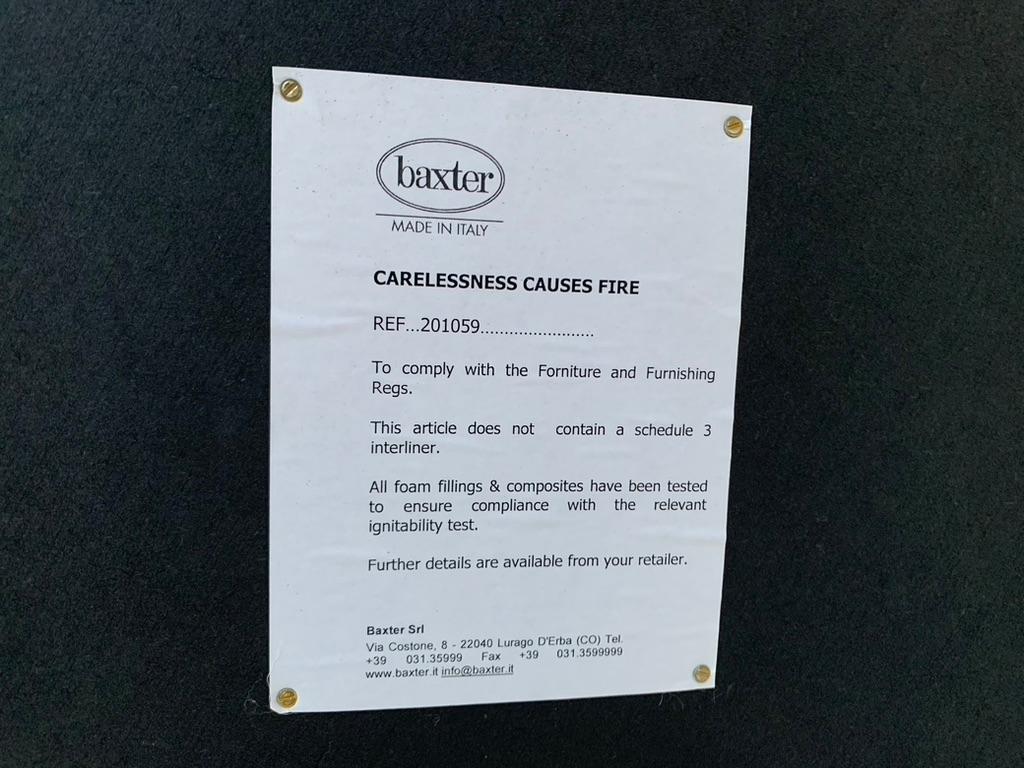 baxter
MADE IN ITALY
CARELESSNESS CAUSES FIRE
REF...201059.......................
To comply with the Forniture and Furnishing
Regs.
This article does not contain a schedule 3
interliner.
All foam fillings & composites have been tested
to ensure compliance with the relevant
ignitability test.
Further details are available from your retailer.
Baxter Srl
Via Costone, 8 - 22040 Lurago D'Erba (CO) Tel.
+39 031.35999 Fax +39 031.3599999
www.baxter.it info@baxter.it